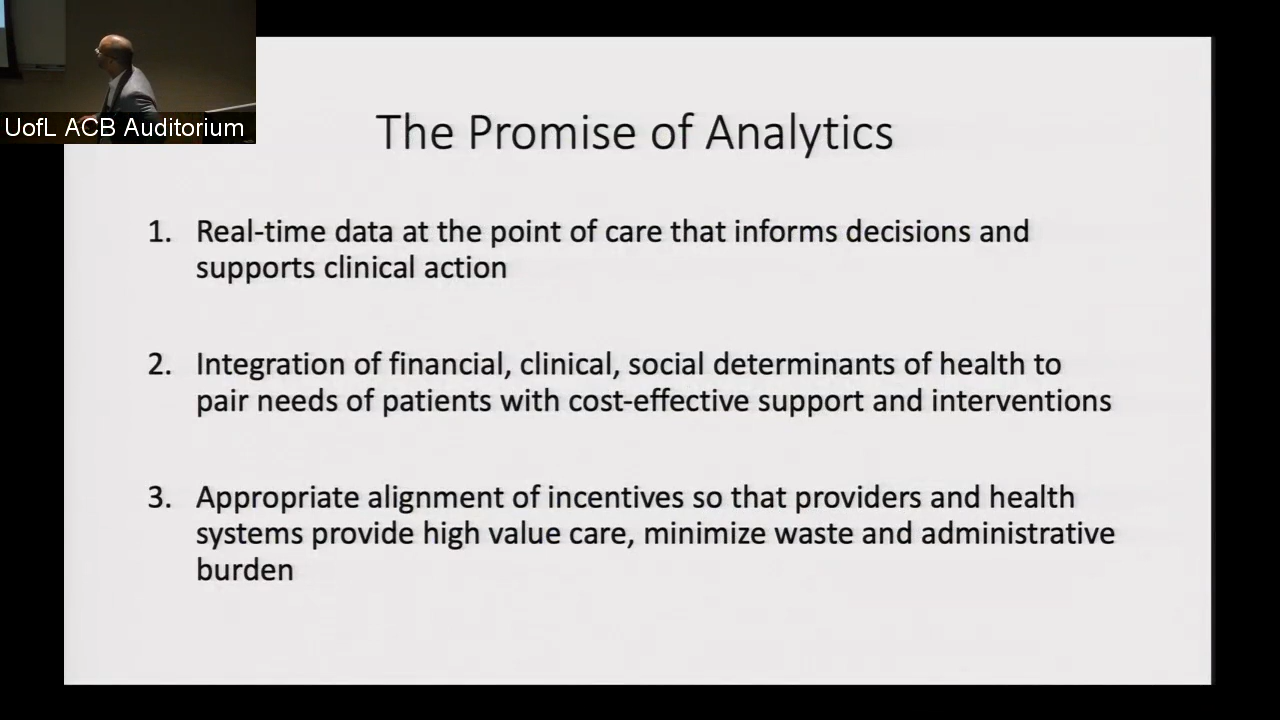 UofL ACB Auditorium
The Promise of Analytics
1. Real-time data at the point of care that informs decisions and
supports clinical action
2. Integration of financial, clinical, social determinants of health to
pair needs of patients with cost-effective support and interventions
3. Appropriate alignment of incentives so that providers and health
systems provide high value care, minimize waste and administrative
burden